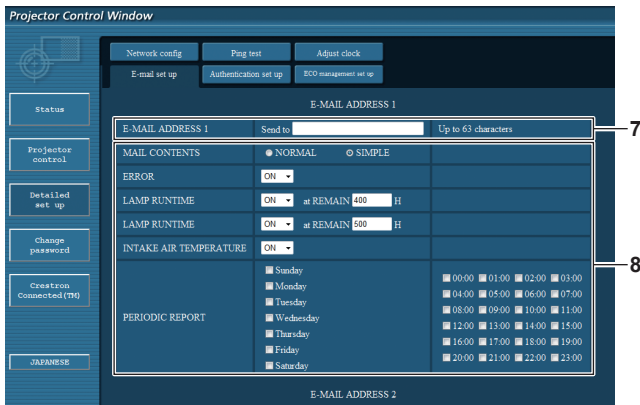 Projector Control Window
Network config Ping test Adjust clock
E-mail set up Authentication set up ECO management set up
Status
Projector control
Detailed set up
Change password
Crestron Connected(TM)
JAPANESE
E-MAIL ADDRESS 1
E-MAIL ADDRESS 1 Send to Up to 63 characters
7
MAIL CONTENTS NORMAL SIMPLE
ERROR ON
LAMP RUNTIME ON at REMAIN 400 H
LAMP RUNTIME ON at REMAIN 500 H
INTAKE AIR TEMPERATURE ON
8
PERIODIC REPORT
Sunday
Monday
Tuesday
Wednesday
Thursday
Friday
Saturday
00:00 01:00 02:00 03:00
04:00 05:00 06:00 07:00
08:00 09:00 10:00 11:00
12:00 13:00 14:00 15:00
16:00 17:00 18:00 19:00
20:00 21:00 22:00 23:00
E-MAIL ADDRESS 2